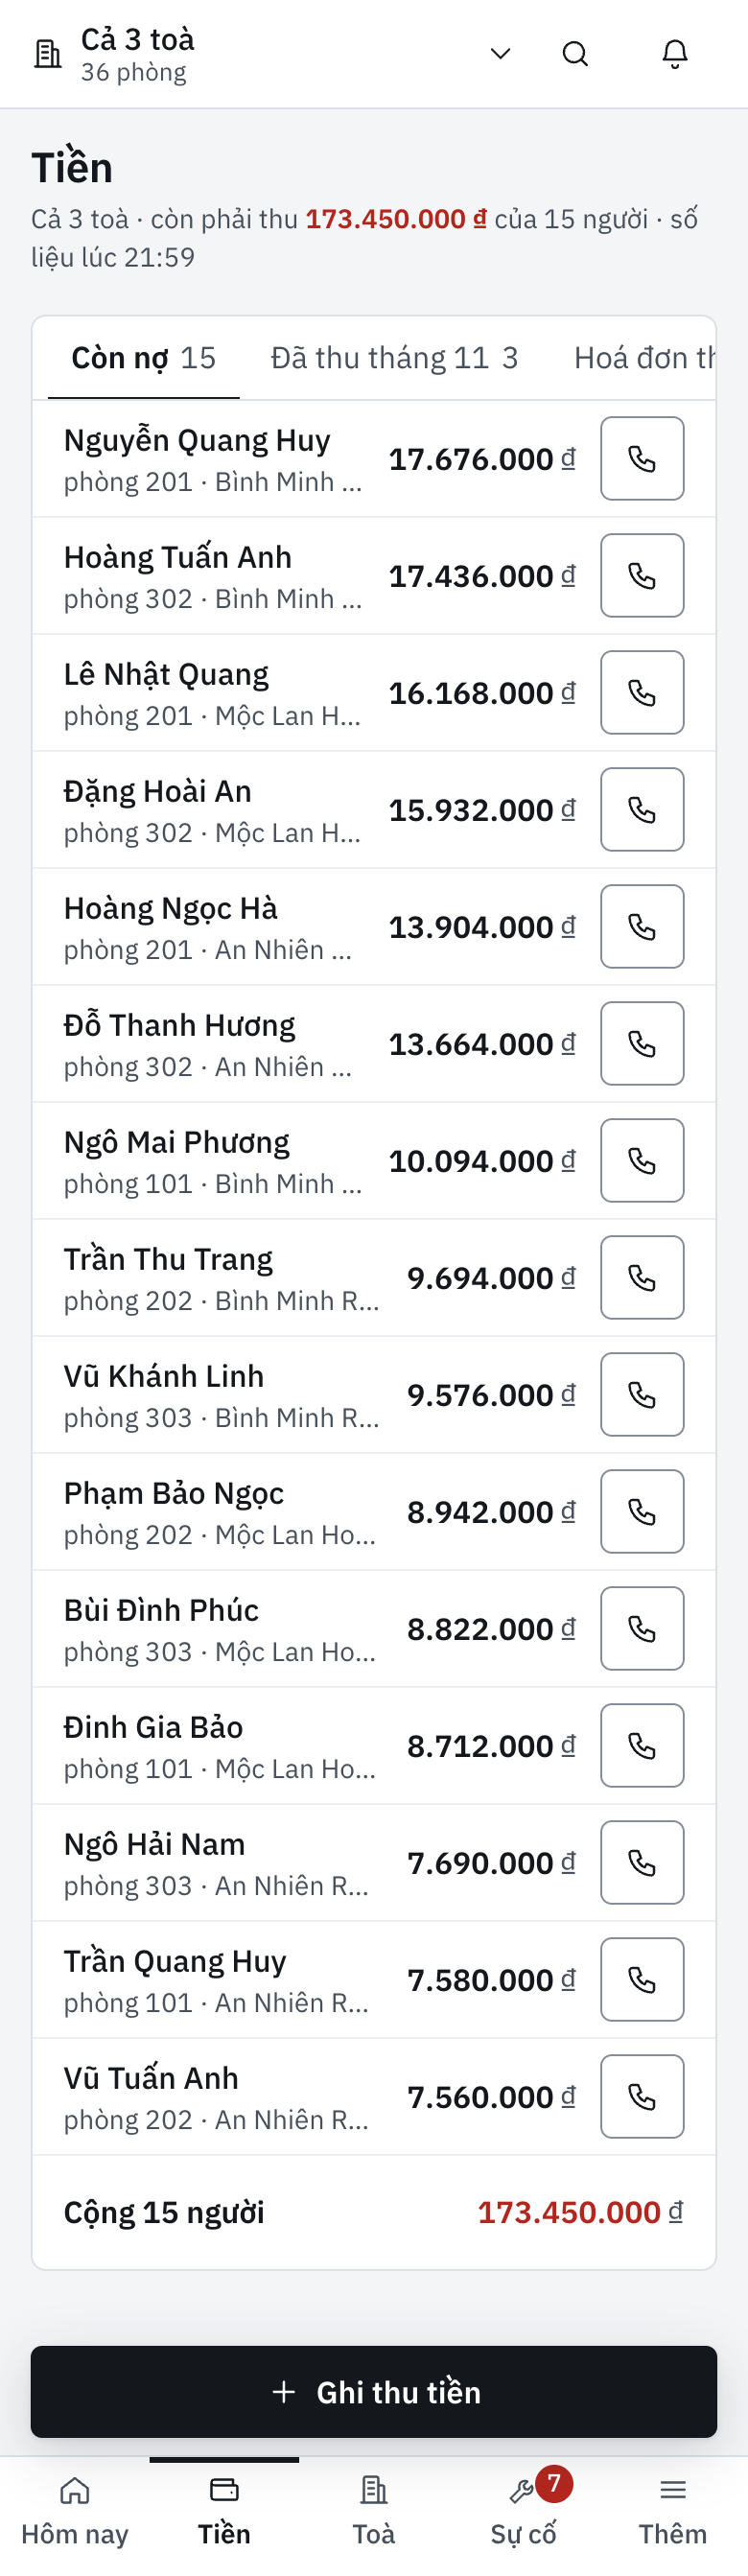 Cả 3 toà
36 phòng
Tiền
Cả 3 toà · còn phải thu 173.450.000 ₫ của 15 người · số
liệu lúc 21:59
Còn nợ 15 Đã thu tháng 11 3 Hoá đơn th
Nguyễn Quang Huy
phòng 201 · Bình Minh ...
17.676.000 ₫
Hoàng Tuấn Anh
phòng 302 · Bình Minh ...
17.436.000 ₫
Lê Nhật Quang
phòng 201 · Mộc Lan H...
16.168.000 ₫
Đặng Hoài An
phòng 302 · Mộc Lan H...
15.932.000 ₫
Hoàng Ngọc Hà
phòng 201 · An Nhiên ...
13.904.000 ₫
Đỗ Thanh Hương
phòng 302 · An Nhiên ...
13.664.000 ₫
Ngô Mai Phương
phòng 101 · Bình Minh ...
10.094.000 ₫
Trần Thu Trang
phòng 202 · Bình Minh R...
9.694.000 ₫
Vũ Khánh Linh
phòng 303 · Bình Minh R...
9.576.000 ₫
Phạm Bảo Ngọc
phòng 202 · Mộc Lan Ho...
8.942.000 ₫
Bùi Đình Phúc
phòng 303 · Mộc Lan Ho...
8.822.000 ₫
Đinh Gia Bảo
phòng 101 · Mộc Lan Ho...
8.712.000 ₫
Ngô Hải Nam
phòng 303 · An Nhiên R...
7.690.000 ₫
Trần Quang Huy
phòng 101 · An Nhiên R...
7.580.000 ₫
Vũ Tuấn Anh
phòng 202 · An Nhiên R...
7.560.000 ₫
Cộng 15 người 173.450.000 ₫
Ghi thu tiền
7
Hôm nay Tiền Toà Sự cố Thêm